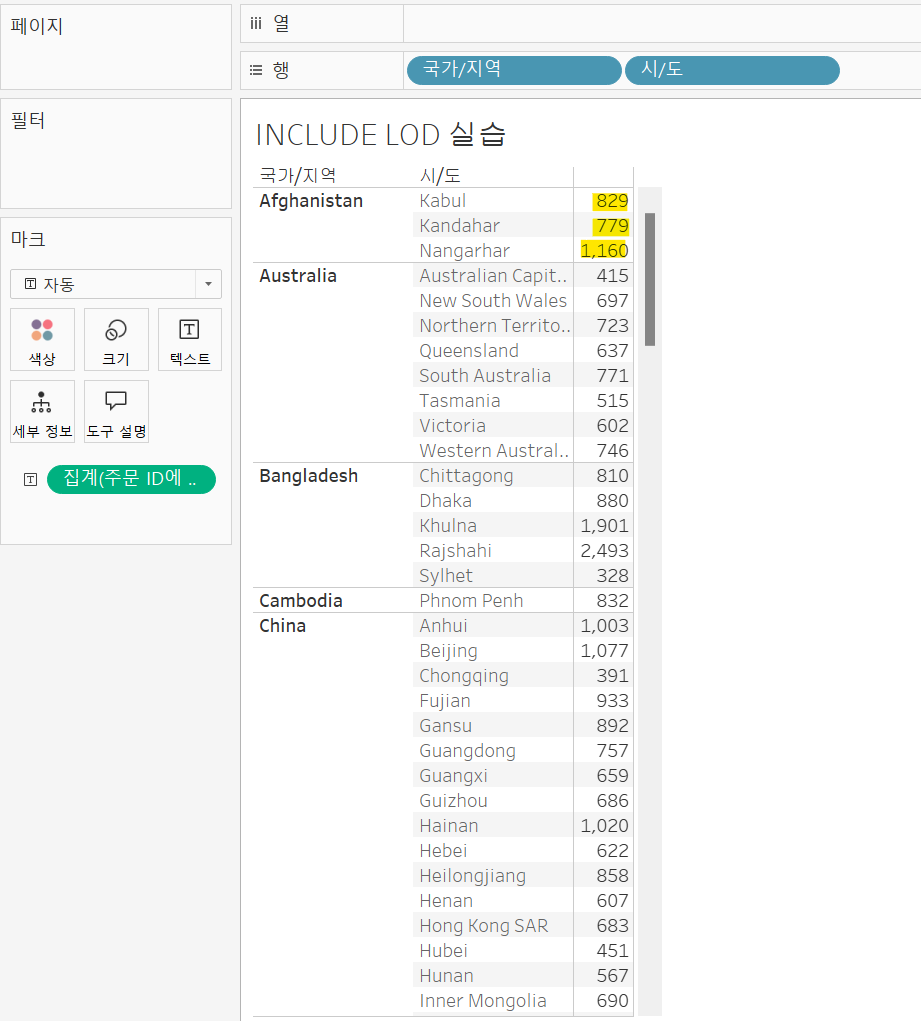 페이지
iii 열
행
국가/지역 시/도
필터
INCLUDE LOD 실습
국가/지역 시/도
Afghanistan Kabul 829
Kandahar 779
Nangarhar 1,160
마크
자동
색상 크기 텍스트
세부 정보 도구 설명
집계(주문 ID에 ..
Australia Australian Capit.. 415
New South Wales 697
Northern Territo.. 723
Queensland 637
South Australia 771
Tasmania 515
Victoria 602
Western Austral.. 746
Bangladesh Chittagong 810
Dhaka 880
Khulna 1,901
Rajshahi 2,493
Sylhet 328
Cambodia Phnom Penh 832
China Anhui 1,003
Beijing 1,077
Chongqing 391
Fujian 933
Gansu 892
Guangdong 757
Guangxi 659
Guizhou 686
Hainan 1,020
Hebei 622
Heilongjiang 858
Henan 607
Hong Kong SAR 683
Hubei 451
Hunan 567
Inner Mongolia 690